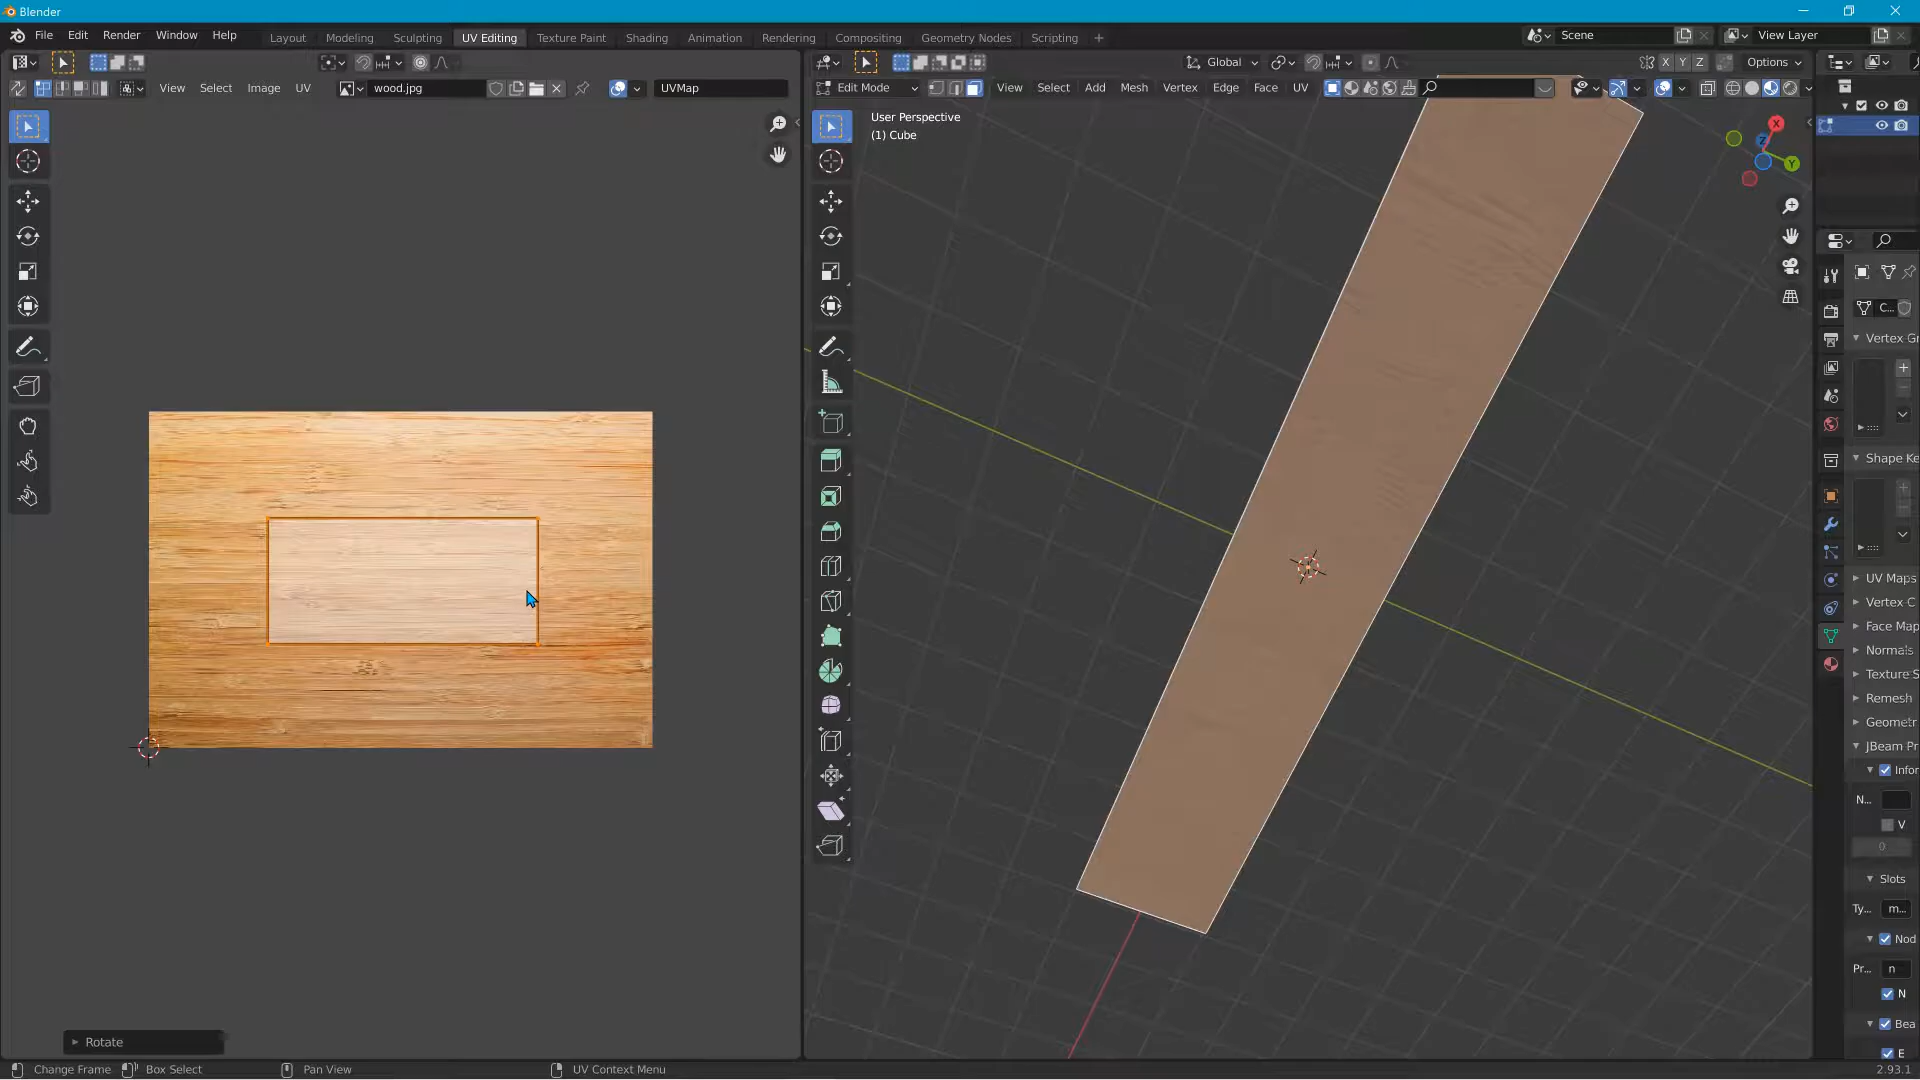 Blender
File Edit Render Window Help Layout Modeling Sculpting UV Editing Texture Paint Shading Animation Rendering Compositing Geometry Nodes Scripting + Scene View Layer
Global X Y Z Options
View Select Image UV wood.jpg UVMap Edit Mode View Select Add Mesh Vertex Edge Face UV
User Perspective
(1) Cube
X
Y
Z
C...
Vertex Gr
Shape Ke
UV Maps
Vertex C
Face Map
Normals
Texture S
Remesh
Geometr
JBeam Pr
Infor
N...
V
0
Slots
Ty... m...
Nod
Pr... n
N
Bea
E
Rotate
Change Frame Box Select Pan View UV Context Menu 2.93.1